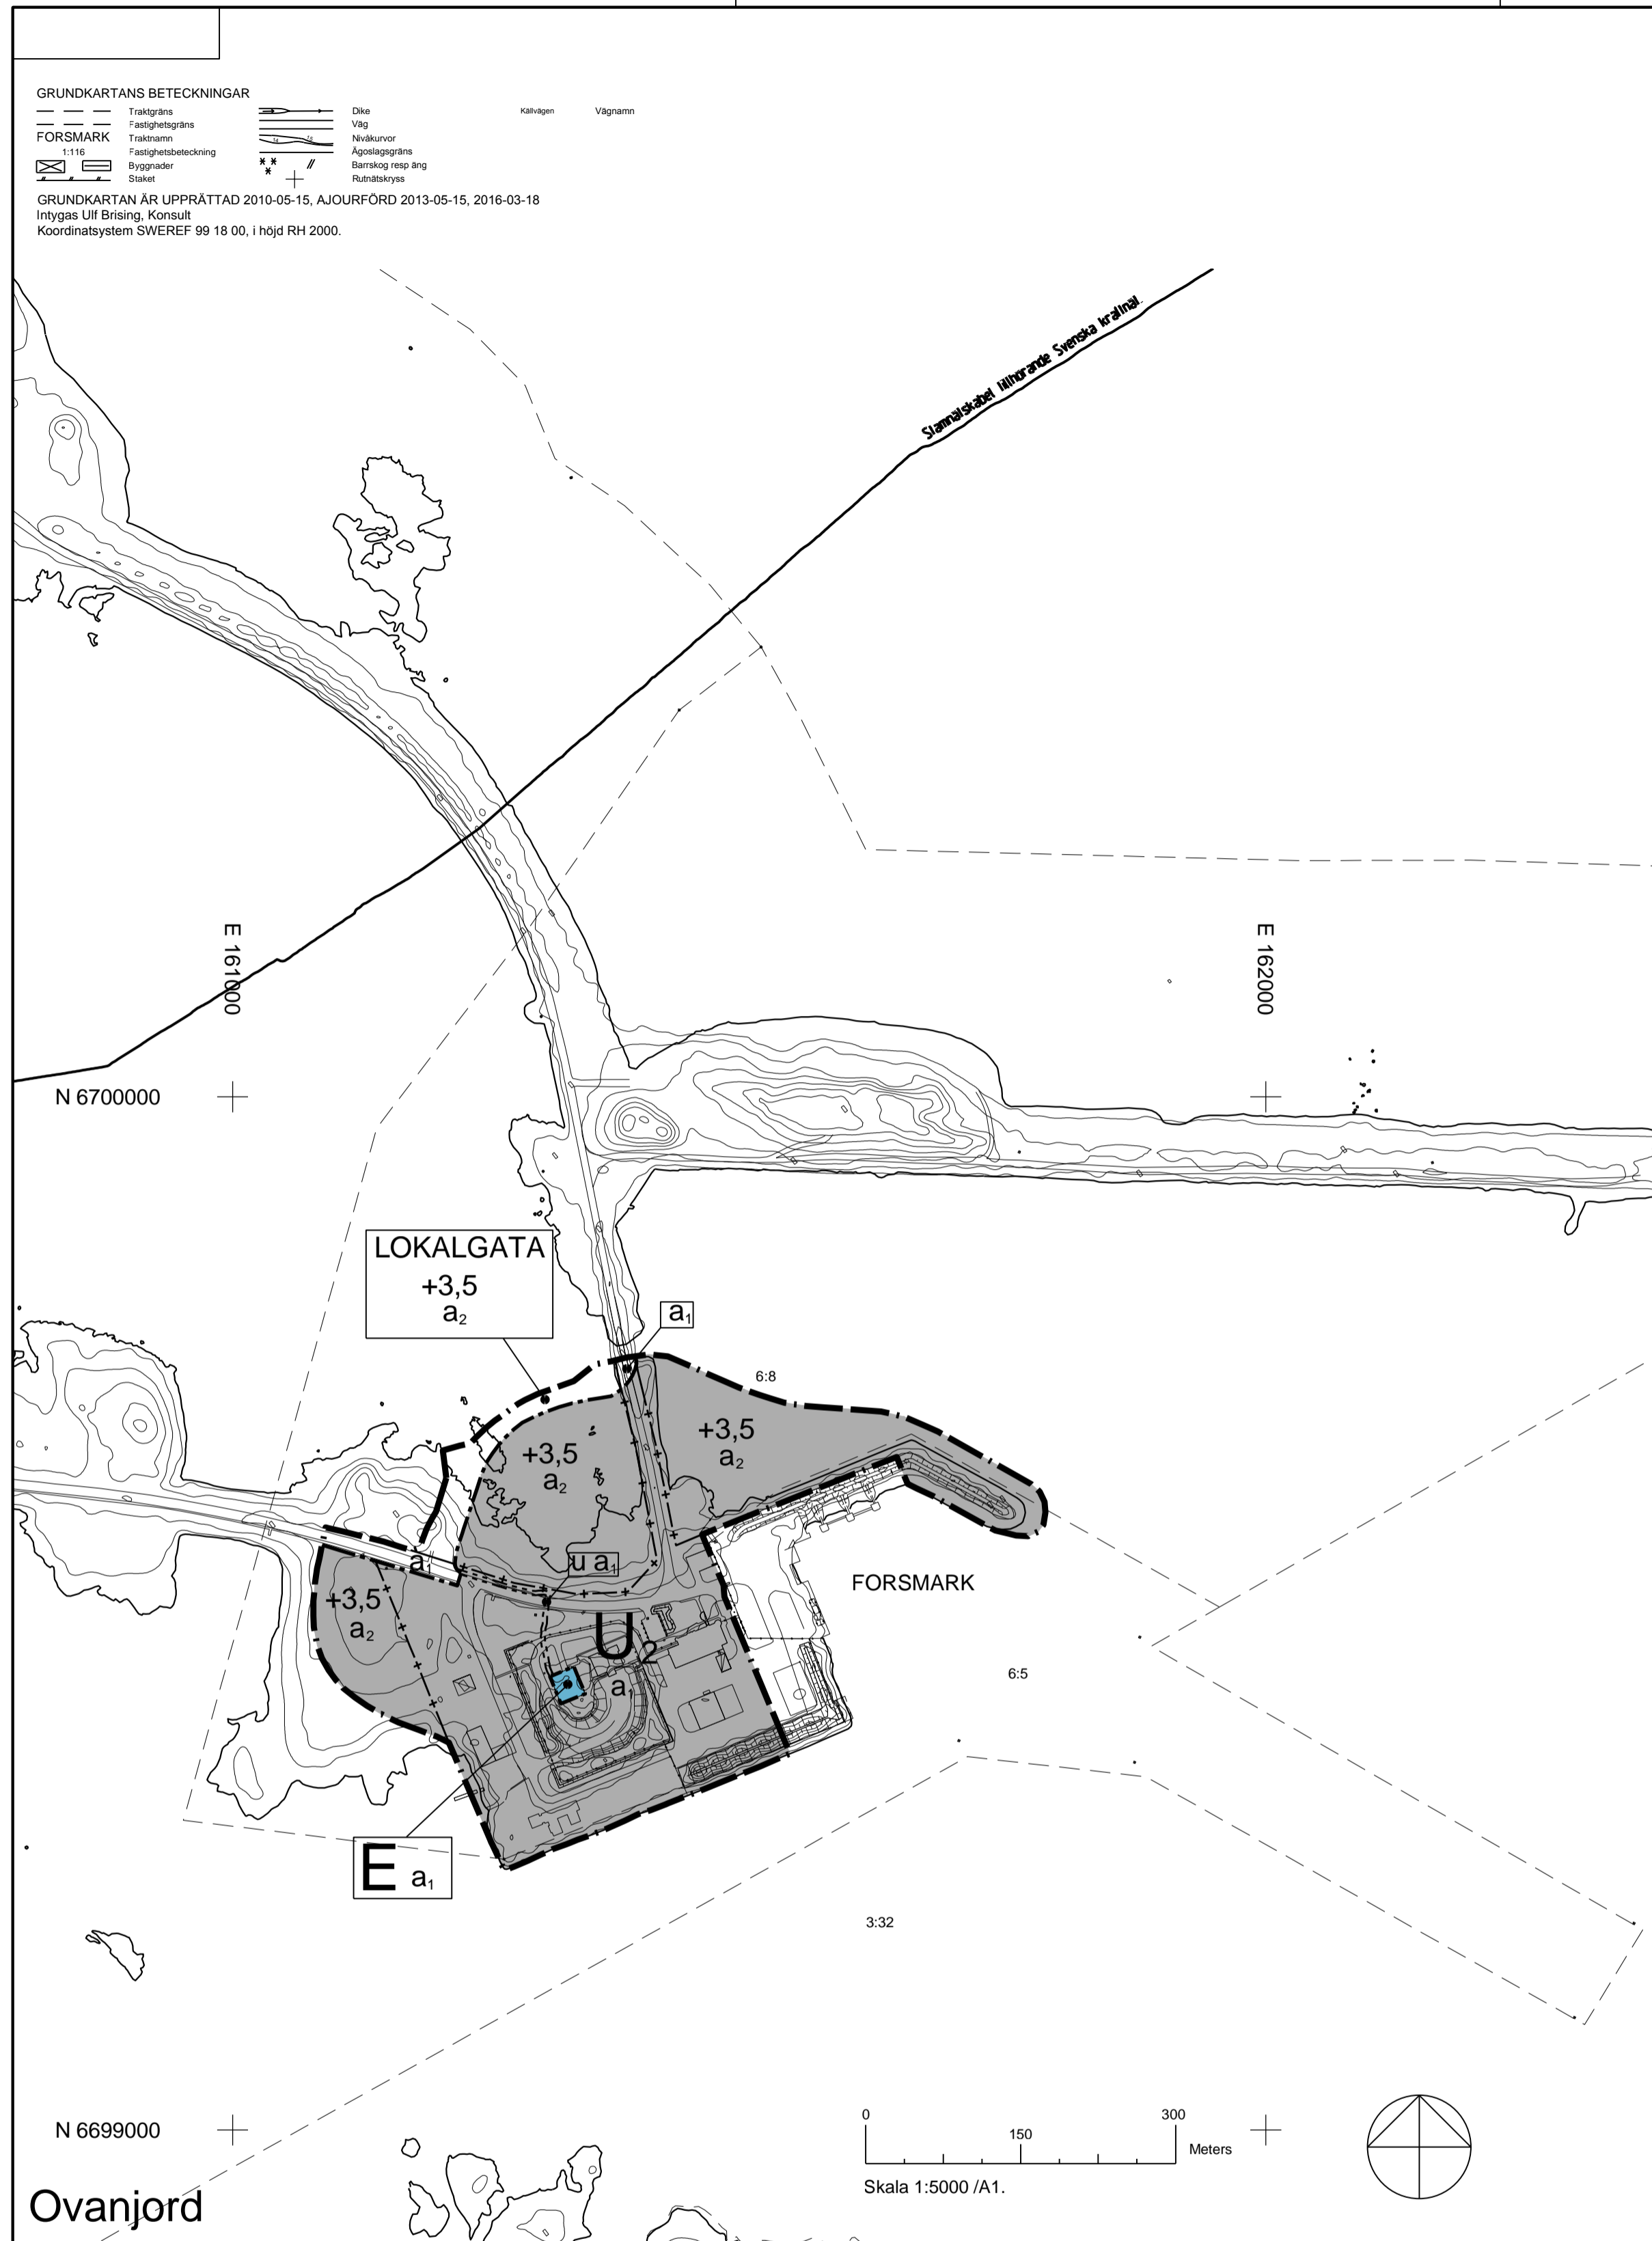 GRUNDKARTANS BETECKNINGAR
Traktgräns
Fastighetsgräns
FORSMARK Traktnamn
1:116 Fastighetsbeteckning
Byggnader
Staket
Dike
Väg
Nivåkurvor
Ägoslagsgräns
Barrskog resp äng
Rutnätskryss
Källvägen Vägnamn
GRUNDKARTAN ÄR UPPRÄTTAD 2010-05-15, AJOURFÖRD 2013-05-15, 2016-03-18
Intygas Ulf Brising, Konsult
Koordinatsystem SWEREF 99 18 00, i höjd RH 2000.
Slamnälskabel lillhörande Svenska krallnäl.
E 161000
E 162000
N 6700000
LOKALGATA
+3,5
a2
a1
6:8
+3,5
a2
+3,5
a2
a1
u a1
FORSMARK
+3,5
a2
U2
a1
6:5
E a1
3:32
N 6699000
0 150 300
Meters
Skala 1:5000 /A1.
Ovanjord